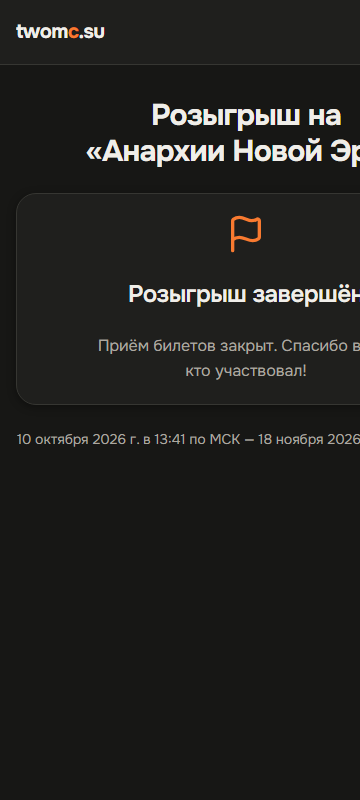 twomc.su
Розыгрыш на
«Анархии Новой Эр
Розыгрыш завершён
Приём билетов закрыт. Спасибо в
кто участвовал!
10 октября 2026 г. в 13:41 по МСК — 18 ноября 2026